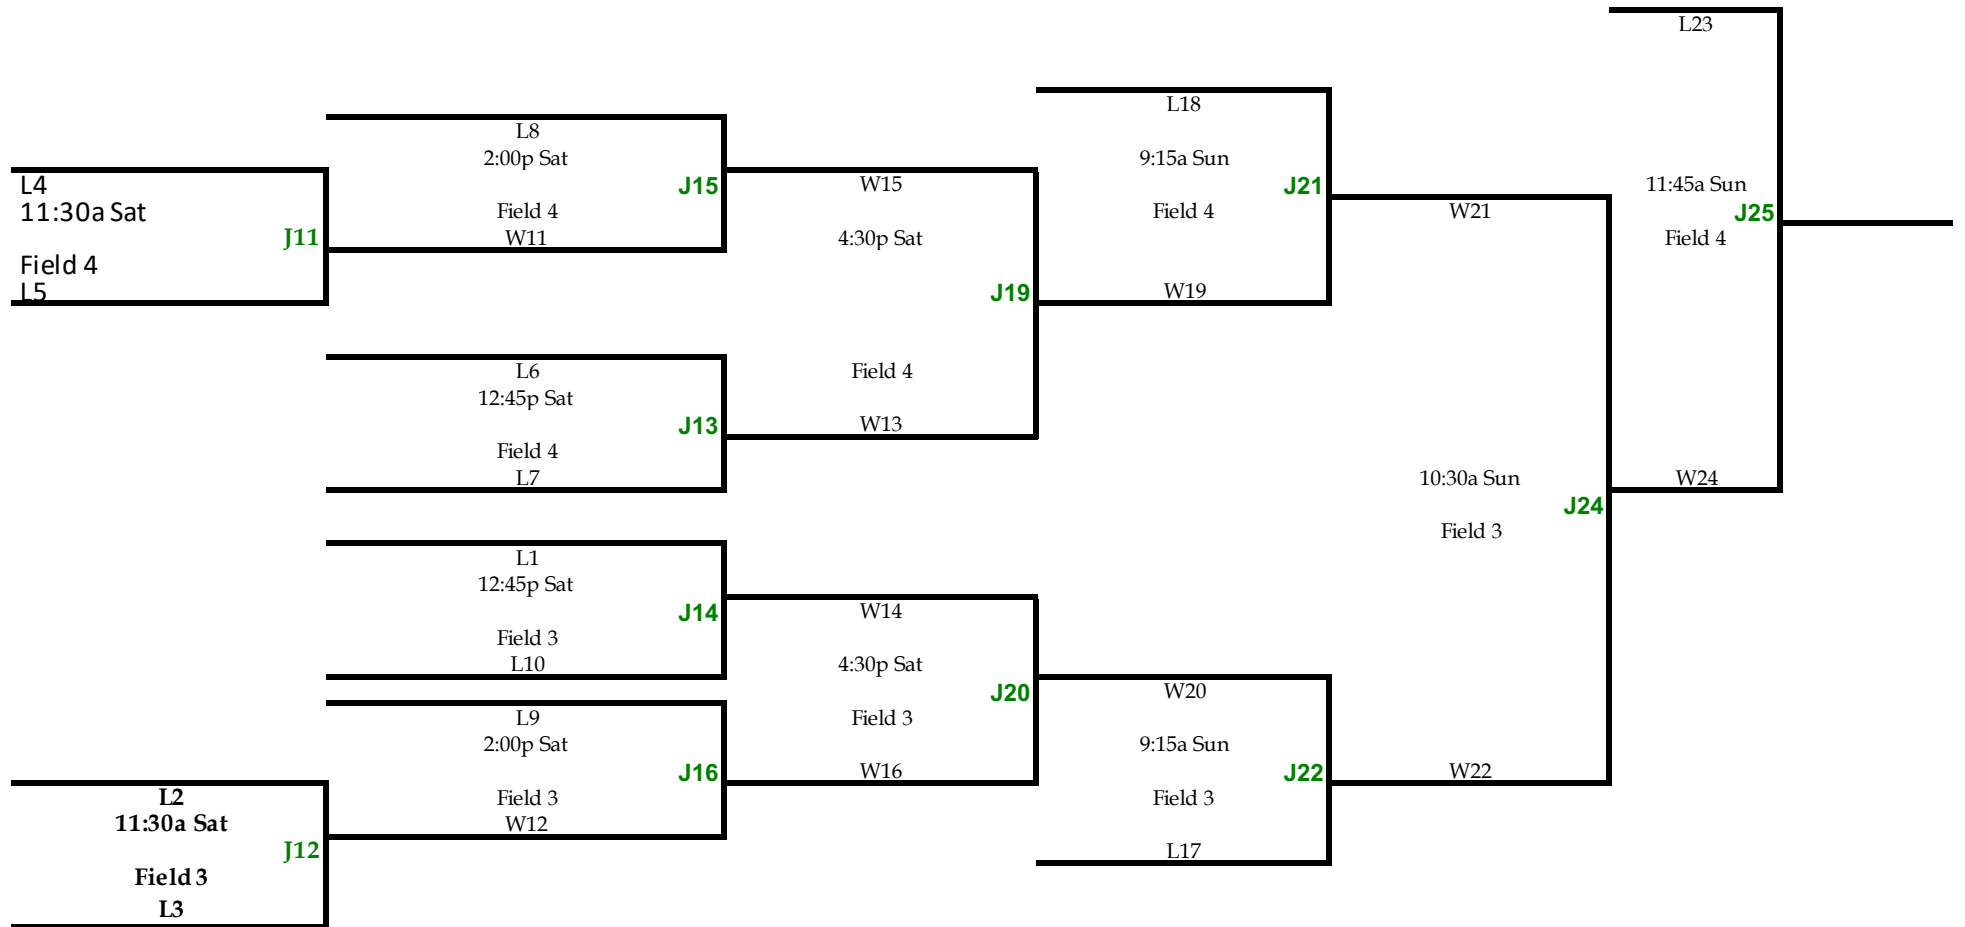 L23
L18
L8
2:00p Sat
9:15a Sun
J15
W15
J21
11:45a Sun
L4
11:30a Sat
Field 4
Field 4
W21
J25
J11
W11
4:30p Sat
Field 4
Field 4
L5
J19
W19
L6
Field 4
12:45p Sat
J13
W13
Field 4
L7
10:30a Sun
W24
J24
Field 3
L1
12:45p Sat
J14
W14
Field 3
L10
4:30p Sat
J20
W20
L9
Field 3
2:00p Sat
9:15a Sun
J16
W16
J22
W22
L2
Field 3
Field 3
11:30a Sat
W12
J12
L17
Field 3
L3